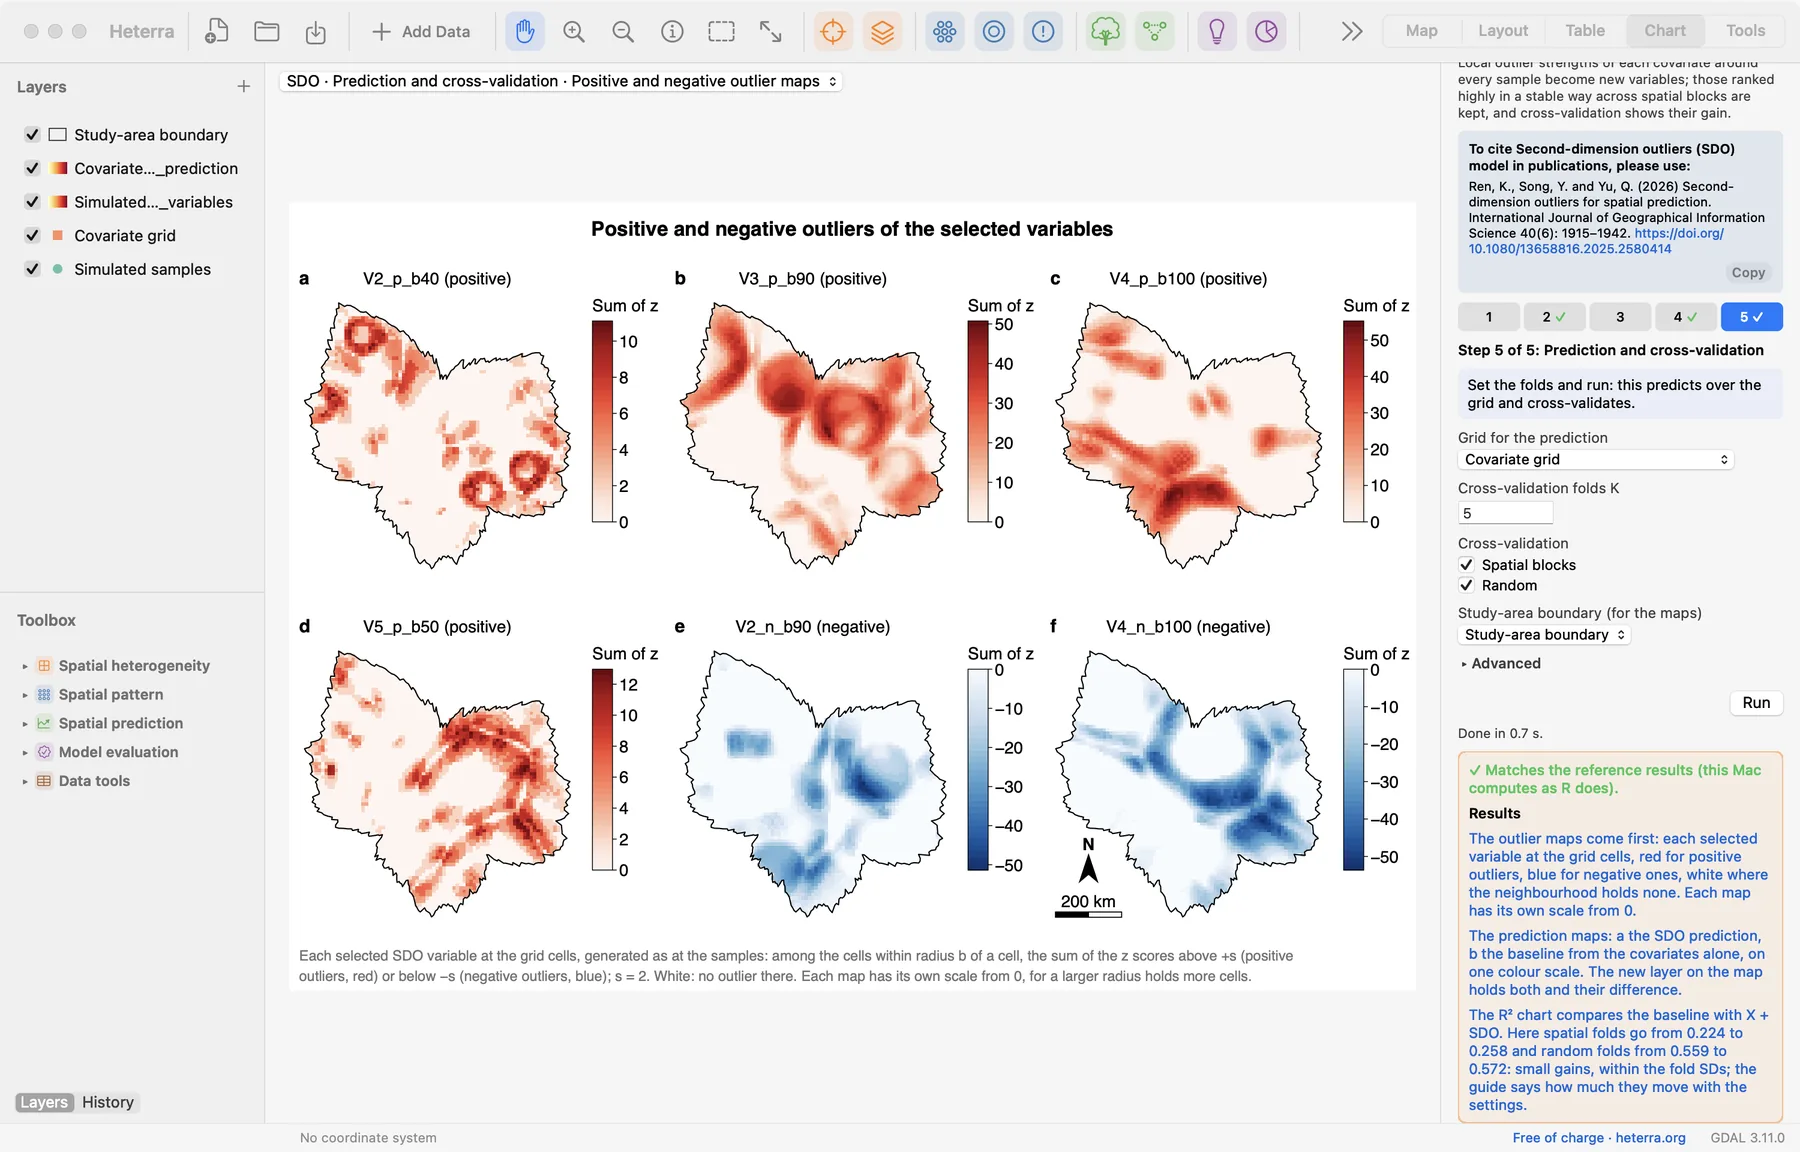 Heterra
Add Data
Map
Layout
Table
Chart
Tools
Layers
Study-area boundary
Covariate..._prediction
Simulated..._variables
Covariate grid
Simulated samples
Toolbox
Spatial heterogeneity
Spatial pattern
Spatial prediction
Model evaluation
Data tools
Layers
History
SDO · Prediction and cross-validation · Positive and negative outlier maps
Positive and negative outliers of the selected variables
a
V2_p_b40 (positive)
Sum of z
10
8
6
4
2
0
b
V3_p_b90 (positive)
Sum of z
50
40
30
20
10
0
c
V4_p_b100 (positive)
Sum of z
50
40
30
20
10
0
d
V5_p_b50 (positive)
Sum of z
12
10
8
6
4
2
0
e
V2_n_b90 (negative)
Sum of z
0
−10
−20
−30
−40
−50
f
V4_n_b100 (negative)
Sum of z
0
−10
−20
−30
−40
−50
N
200 km
Each selected SDO variable at the grid cells, generated as at the samples: among the cells within radius b of a cell, the sum of the z scores above +s (positive
outliers, red) or below −s (negative outliers, blue); s = 2. White: no outlier there. Each map has its own scale from 0, for a larger radius holds more cells.
Local outlier strengths of each covariate around
every sample become new variables; those ranked
highly in a stable way across spatial blocks are
kept, and cross-validation shows their gain.
To cite Second-dimension outliers (SDO)
model in publications, please use:
Ren, K., Song, Y. and Yu, Q. (2026) Second-
dimension outliers for spatial prediction.
International Journal of Geographical Information
Science 40(6): 1915–1942. https://doi.org/
10.1080/13658816.2025.2580414
Copy
1
2 ✓
3
4 ✓
5 ✓
Step 5 of 5: Prediction and cross-validation
Set the folds and run: this predicts over the
grid and cross-validates.
Grid for the prediction
Covariate grid
Cross-validation folds K
5
Cross-validation
Spatial blocks
Random
Study-area boundary (for the maps)
Study-area boundary
Advanced
Run
Done in 0.7 s.
✓ Matches the reference results (this Mac
computes as R does).
Results
The outlier maps come first: each selected
variable at the grid cells, red for positive
outliers, blue for negative ones, white where
the neighbourhood holds none. Each map
has its own scale from 0.
The prediction maps: a the SDO prediction,
b the baseline from the covariates alone, on
one colour scale. The new layer on the map
holds both and their difference.
The R² chart compares the baseline with X +
SDO. Here spatial folds go from 0.224 to
0.258 and random folds from 0.559 to
0.572: small gains, within the fold SDs; the
guide says how much they move with the
settings.
No coordinate system
Free of charge · heterra.org
GDAL 3.11.0